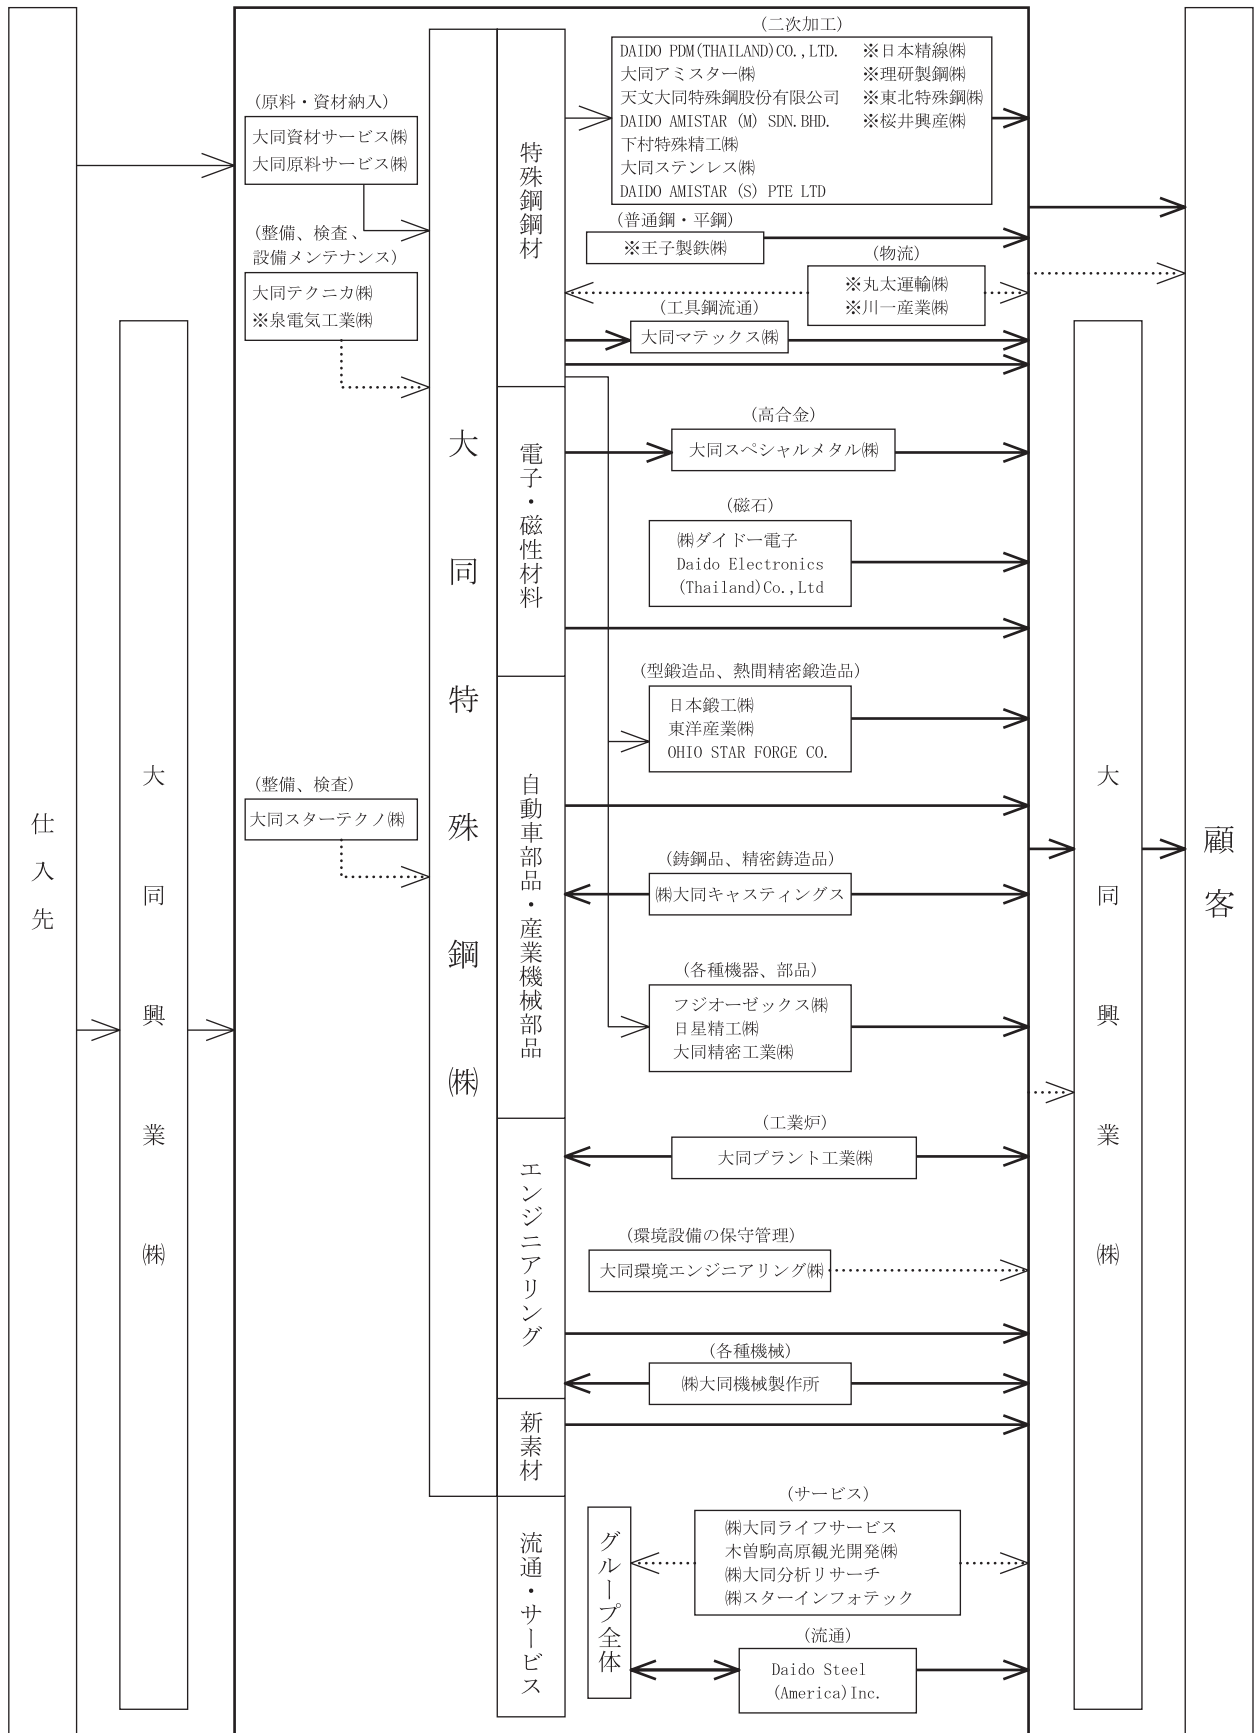 仕入先
大同興業㈱
(原料・資材納入)
大同資材サービス㈱
大同原料サービス㈱
(整備、検査、
設備メンテナンス)
大同テクニカ㈱
※泉電気工業㈱
(整備、検査)
大同スターテクノ㈱
大同特殊鋼㈱
特殊鋼鋼材
(二次加工)
DAIDO PDM(THAILAND)CO.,LTD. ※日本精線㈱
大同アミスター㈱ ※理研製鋼㈱
天文大同特殊鋼股份有限公司 ※東北特殊鋼㈱
DAIDO AMISTAR (M) SDN.BHD. ※桜井興産㈱
下村特殊精工㈱
大同ステンレス㈱
DAIDO AMISTAR (S) PTE LTD
(普通鋼・平鋼)
※王子製鉄㈱
(物流)
※丸太運輸㈱
※川一産業㈱
(工具鋼流通)
大同マテックス㈱
電子・磁性材料
(高合金)
大同スペシャルメタル㈱
(磁石)
㈱ダイドー電子
Daido Electronics
(Thailand)Co.,Ltd
自動車部品・産業機械部品
(型鍛造品、熱間精密鍛造品)
日本鍛工㈱
東洋産業㈱
OHIO STAR FORGE CO.
(鋳鋼品、精密鋳造品)
㈱大同キャスティングス
(各種機器、部品)
フジオーゼックス㈱
日星精工㈱
大同精密工業㈱
エンジニアリング
(工業炉)
大同プラント工業㈱
(環境設備の保守管理)
大同環境エンジニアリング㈱
(各種機械)
㈱大同機械製作所
新素材
流通・サービス
グループ全体
(サービス)
㈱大同ライフサービス
木曽駒高原観光開発㈱
㈱大同分析リサーチ
㈱スターインフォテック
(流通)
Daido Steel
(America)Inc.
大同興業㈱
顧客